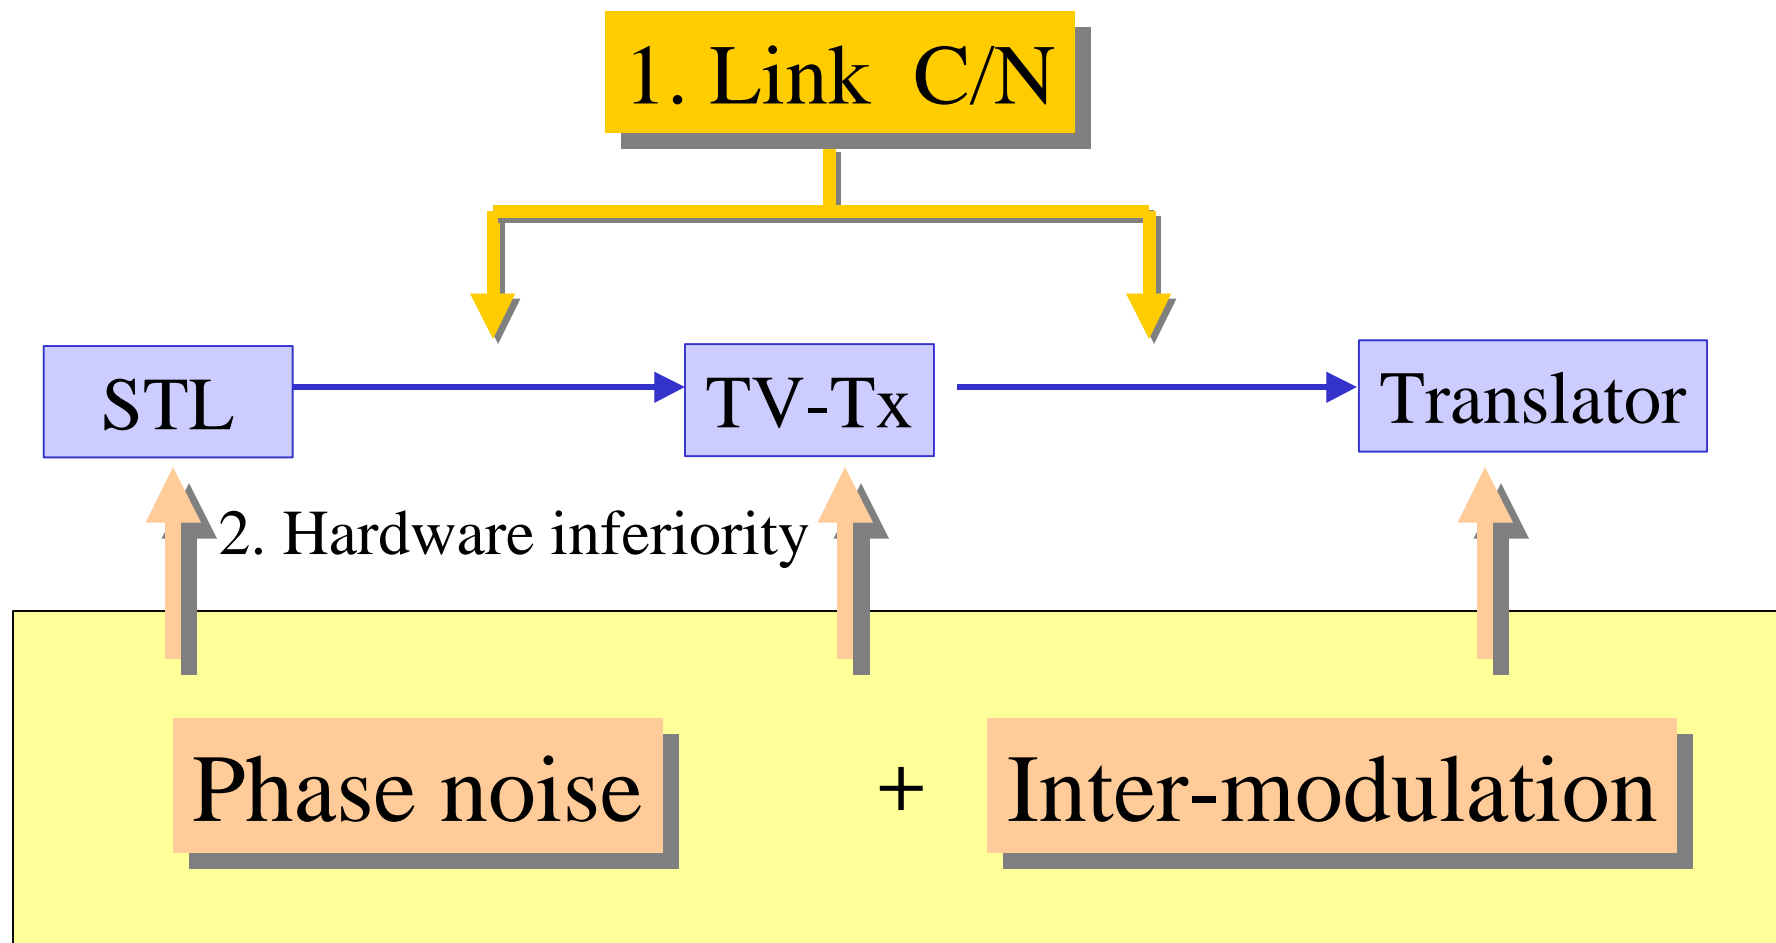 1. Link C/N
STL
TV-Tx
Translator
2. Hardware inferiority
Phase noise
+
Inter-modulation